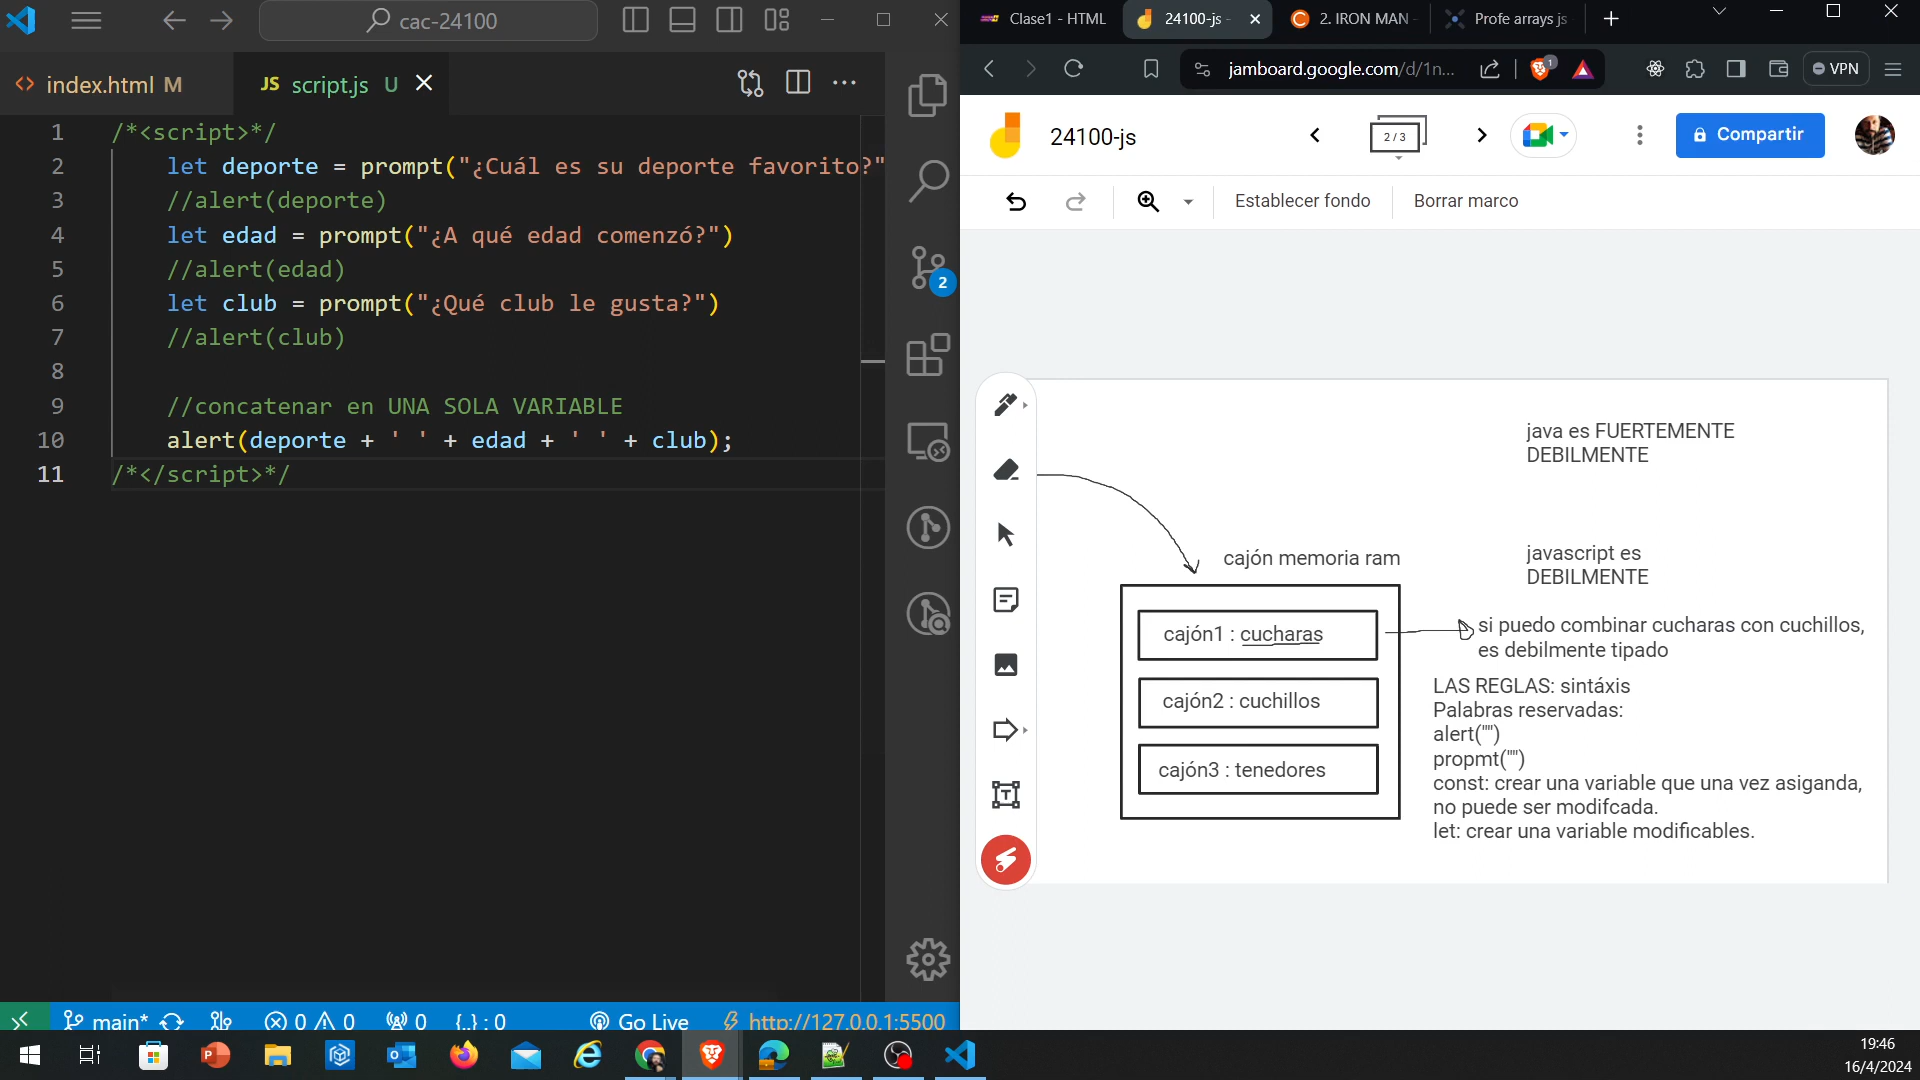 cac-24100
index.html M
JS script.js U
1 /*<script>*/
2 let deporte = prompt("¿Cuál es su deporte favorito?"
3 //alert(deporte)
4 let edad = prompt("¿A qué edad comenzó?")
5 //alert(edad)
6 let club = prompt("¿Qué club le gusta?")
7 //alert(club)
8
9 //concatenar en UNA SOLA VARIABLE
10 alert(deporte + ' ' + edad + ' ' + club);
11 /*</script>*/
2
main* 0 0 0 {..} : 0 Go Live http://127.0.0.1:5500
Clase1 - HTML
24100-js -
2. IRON MAN -
Profe arrays js
jamboard.google.com/d/1n...
1
VPN
24100-js
2 / 3
Compartir
Establecer fondo
Borrar marco
java es FUERTEMENTE
DEBILMENTE
javascript es
DEBILMENTE
cajón memoria ram
cajón1 : cucharas
cajón2 : cuchillos
cajón3 : tenedores
si puedo combinar cucharas con cuchillos,
es debilmente tipado
LAS REGLAS: sintáxis
Palabras reservadas:
alert("")
propmt("")
const: crear una variable que una vez asiganda,
no puede ser modifcada.
let: crear una variable modificables.
19:46
16/4/2024